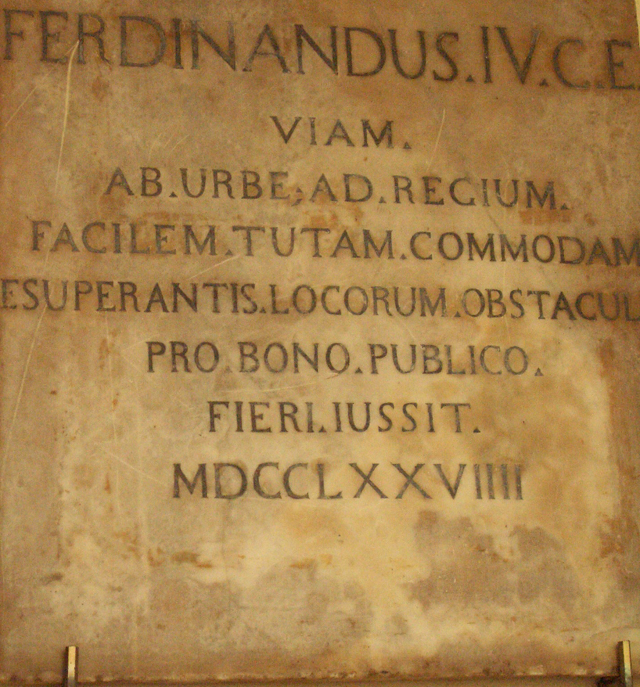 FERDINANDUS.IV.C.E.
VIAM.
AB.URBE;AD.REGIUM.
FACILEM.TUTAM.COMMODAM
ESUPERANTIS.LOCORUM.OBSTACUL
PRO BONO.PUBLICO.
FIERI.IUSSIT.
MDCCLXXVIIII